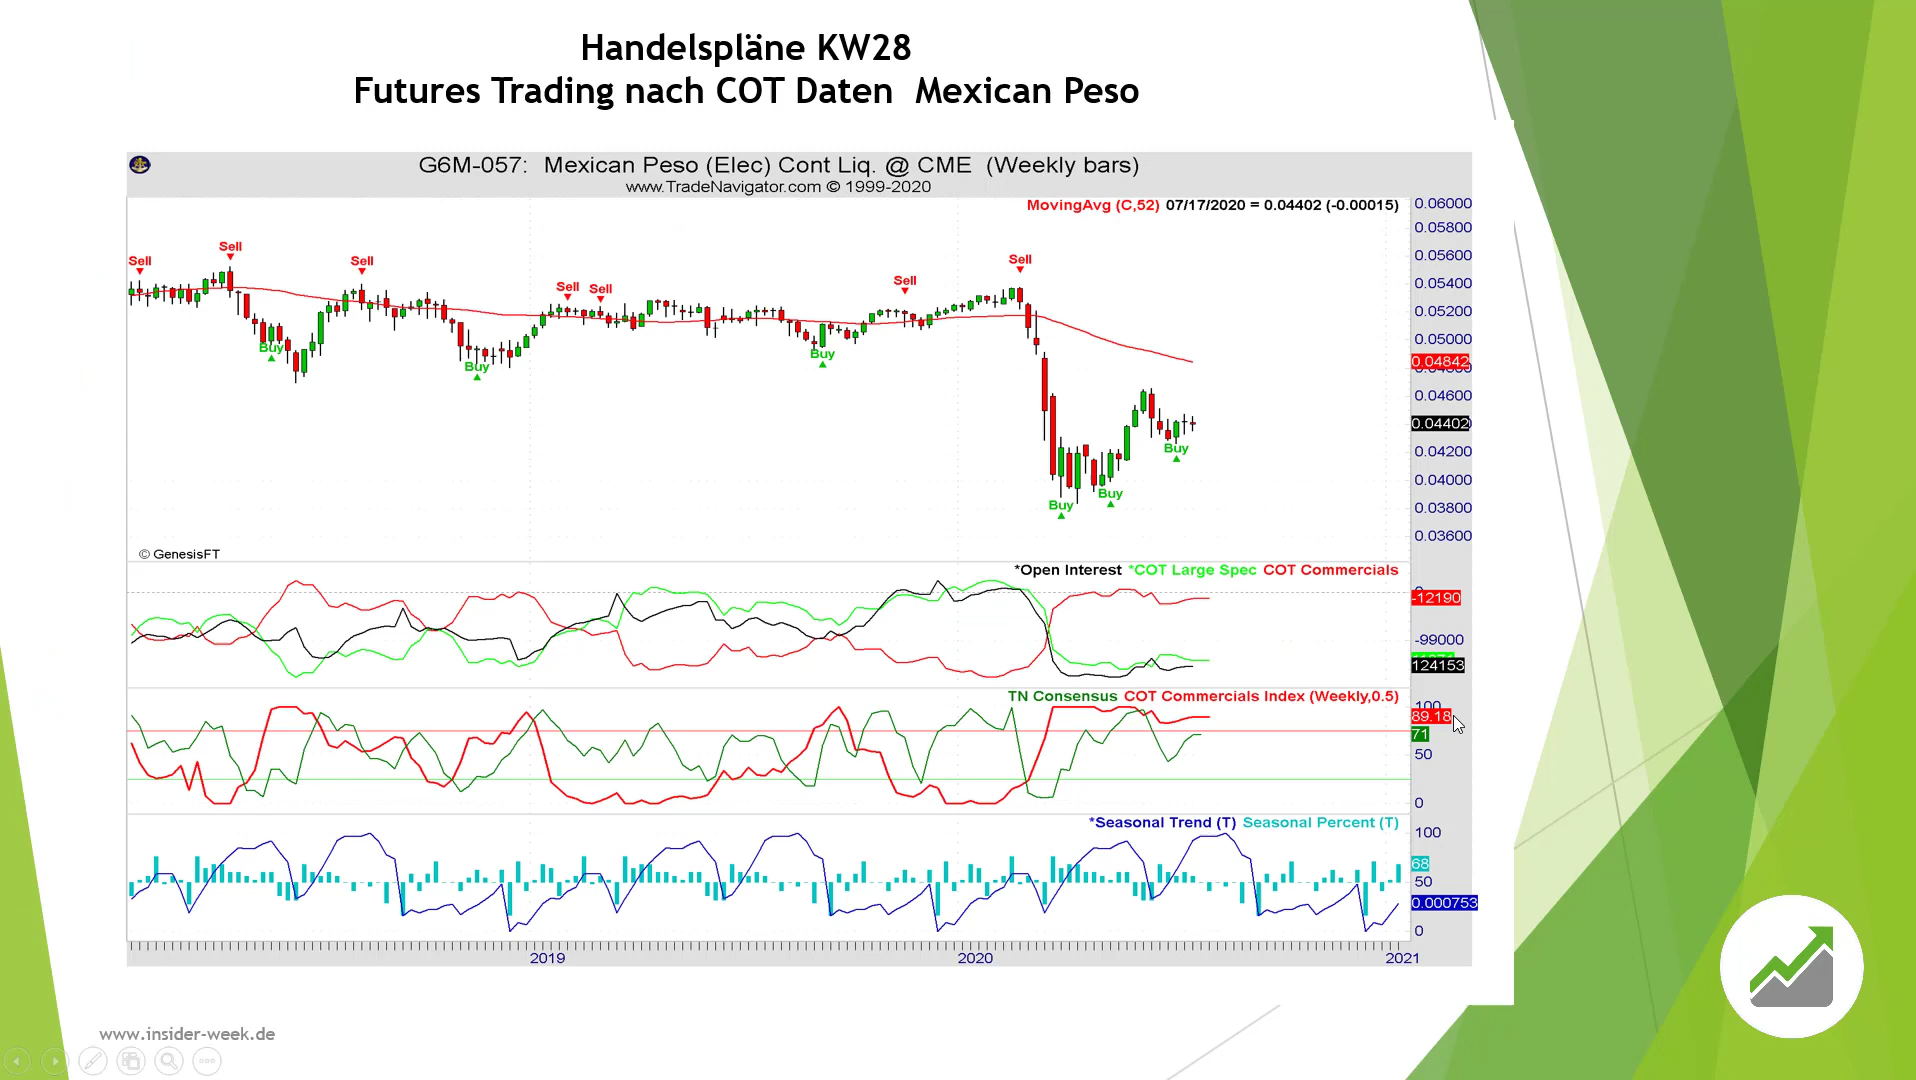 Handelspläne KW28
Futures Trading nach COT Daten  Mexican Peso
G6M-057:  Mexican Peso (Elec) Cont Liq. @ CME  (Weekly bars)
www.TradeNavigator.com © 1999-2020
MovingAvg (C,52) 07/17/2020 = 0.04402 (-0.00015)
0.06000
0.05800
0.05600
0.05400
0.05200
0.05000
0.04842
0.04800
0.04600
0.04402
0.04200
0.04000
0.03800
0.03600
Sell
Sell
Sell
Sell
Sell
Sell
Sell
Buy
Buy
Buy
Buy
Buy
Buy
© GenesisFT
*Open Interest *COT Large Spec COT Commercials
-12190
-99000
124153
TN Consensus COT Commercials Index (Weekly,0.5)
100
89.18
71
50
0
*Seasonal Trend (T) Seasonal Percent (T)
100
68
50
0.000753
0
2019
2020
2021
www.insider-week.de